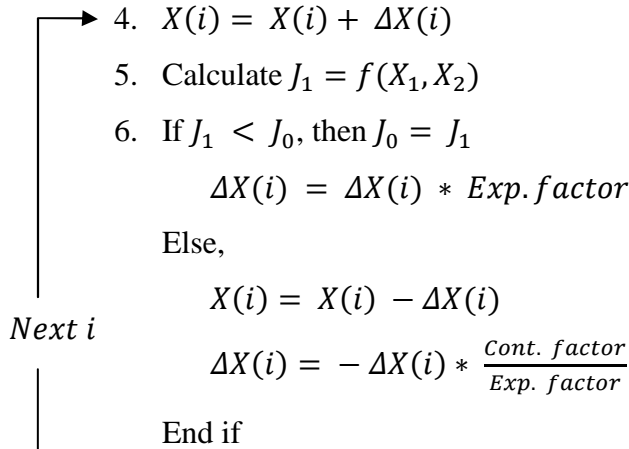 4. X(i) = X(i) + ΔX(i)
5. Calculate J₁ = f(X₁, X₂)
6. If J₁ < J₀, then J₀ = J₁
ΔX(i) = ΔX(i) * Exp. factor
Else,
X(i) = X(i) − ΔX(i)
Next i
ΔX(i) = − ΔX(i) * Cont. factor / Exp. factor
End if